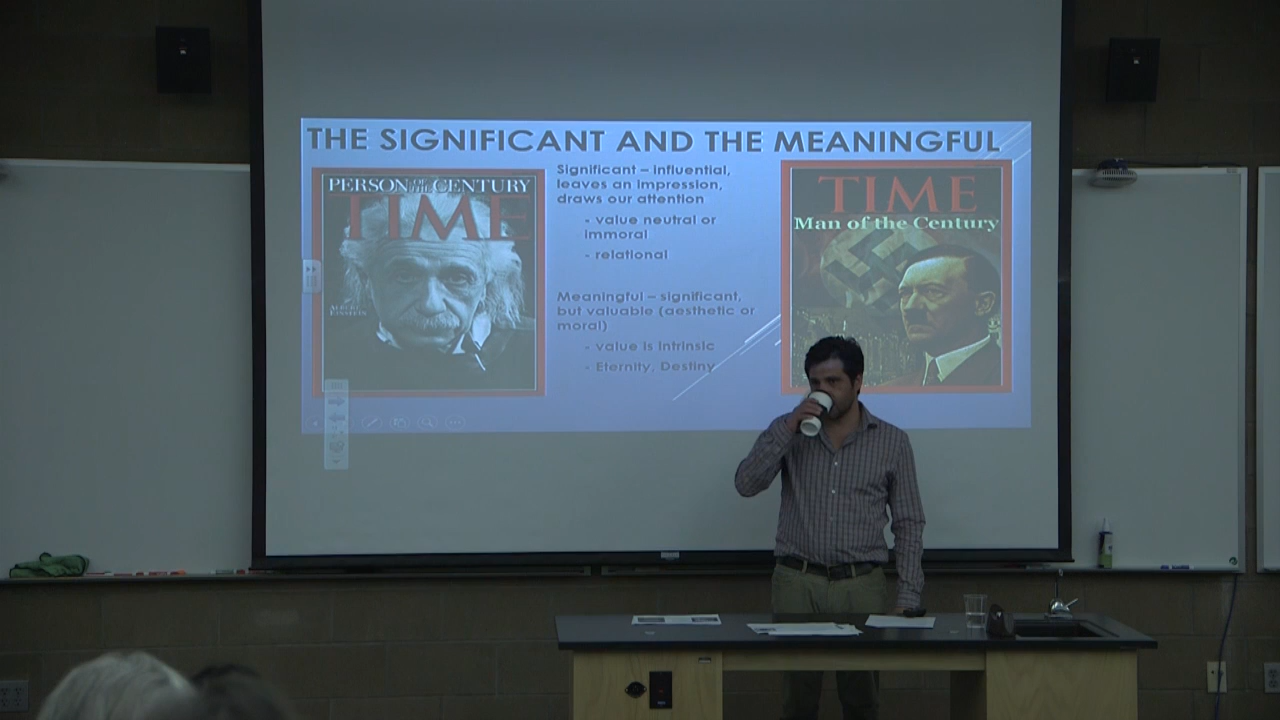 THE SIGNIFICANT AND THE MEANINGFUL
PERSON OF THE CENTURY
TIME
ALBERT
EINSTEIN
Significant – influential,
leaves an impression,
draws our attention
- value neutral or
immoral
- relational
Meaningful – significant,
but valuable (aesthetic or
moral)
- value is intrinsic
- Eternity, Destiny
TIME
Man of the Century